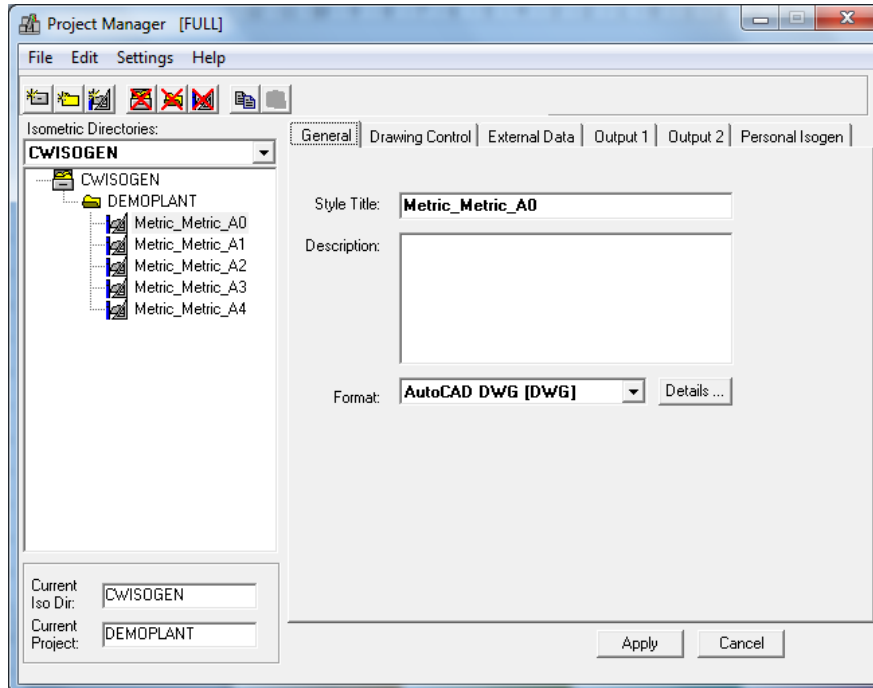 Project Manager [FULL]
File Edit Settings Help
Isometric Directories:
CWISOGEN
CWISOGEN
DEMOPLANT
Metric_Metric_A0
Metric_Metric_A1
Metric_Metric_A2
Metric_Metric_A3
Metric_Metric_A4
Current Iso Dir:
CWISOGEN
Current Project:
DEMOPLANT
General Drawing Control External Data Output 1 Output 2 Personal Isogen
Style Title: Metric_Metric_A0
Description:
Format: AutoCAD DWG [DWG] Details ...
Apply Cancel